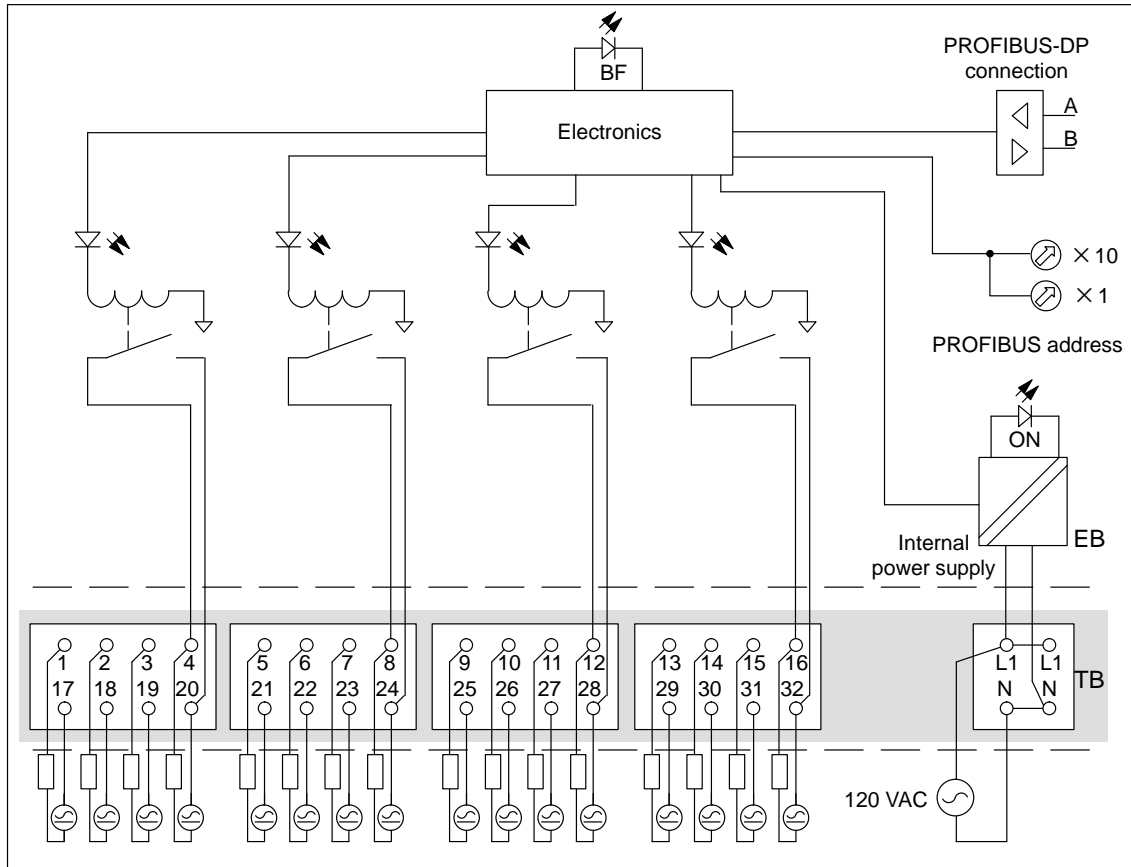 PROFIBUS-DP
connection
BF
Electronics
A
B
×10
×1
PROFIBUS address
ON
Internal
power supply
EB
1 2 3 4 5 6 7 8 9 10 11 12 13 14 15 16 L1 L1
17 18 19 20 21 22 23 24 25 26 27 28 29 30 31 32 N N
TB
120 VAC